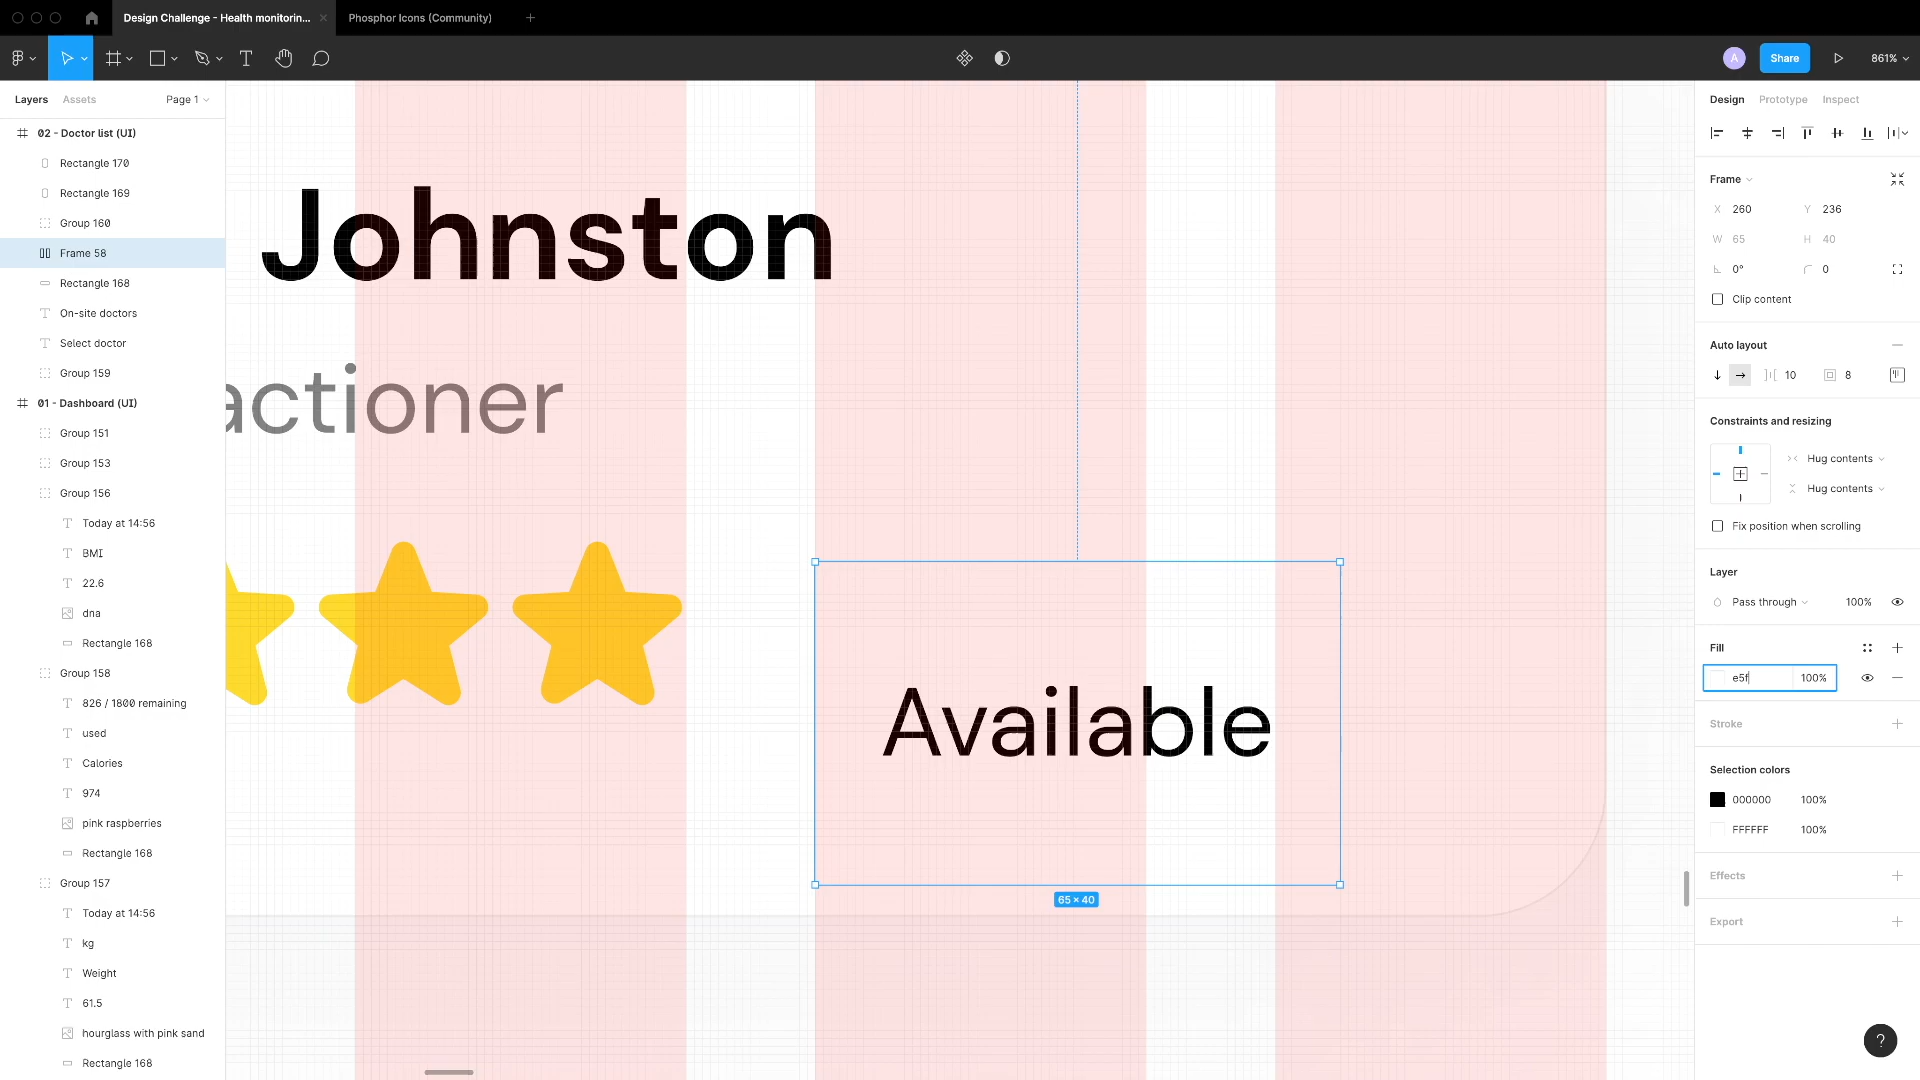 Design Challenge - Health monitorin...
Phosphor Icons (Community)
A
Share
861%
Layers
Assets
Page 1
02 - Doctor list (UI)
Rectangle 170
Rectangle 169
Group 160
Frame 58
Rectangle 168
On-site doctors
Select doctor
Group 159
01 - Dashboard (UI)
Group 151
Group 153
Group 156
Today at 14:56
BMI
22.6
dna
Rectangle 168
Group 158
826 / 1800 remaining
used
Calories
974
pink raspberries
Rectangle 168
Group 157
Today at 14:56
kg
Weight
61.5
hourglass with pink sand
Rectangle 168
Johnston
actioner
Available
65 × 40
Design
Prototype
Inspect
Frame
X 260
Y 236
W 65
H 40
0°
0
Clip content
Auto layout
10
8
Constraints and resizing
Hug contents
Hug contents
Fix position when scrolling
Layer
Pass through
100%
Fill
e5f
100%
Stroke
Selection colors
000000
100%
FFFFFF
100%
Effects
Export
?